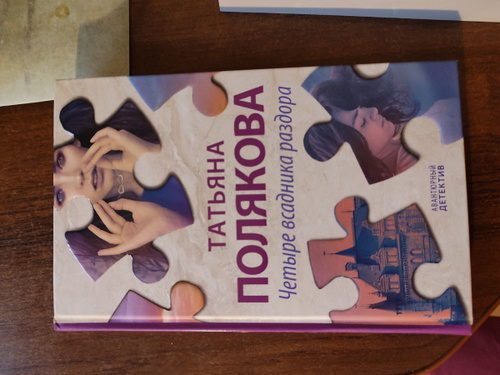 ТАТЬЯНА
ПОЛЯКОВА
Четыре всадника раздора
АВАНТЮРНЫЙ
ДЕТЕКТИВ